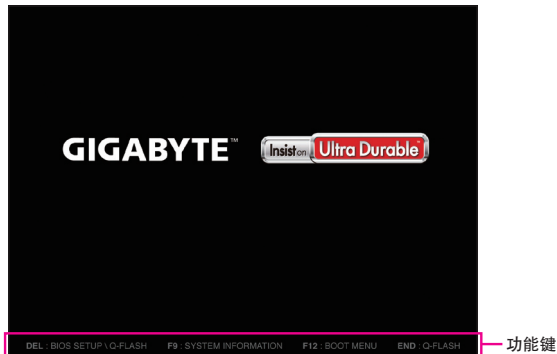 GIGABYTE™
Insist on Ultra Durable™
DEL : BIOS SETUP \ Q-FLASH F9 : SYSTEM INFORMATION F12 : BOOT MENU END : Q-FLASH
功能键